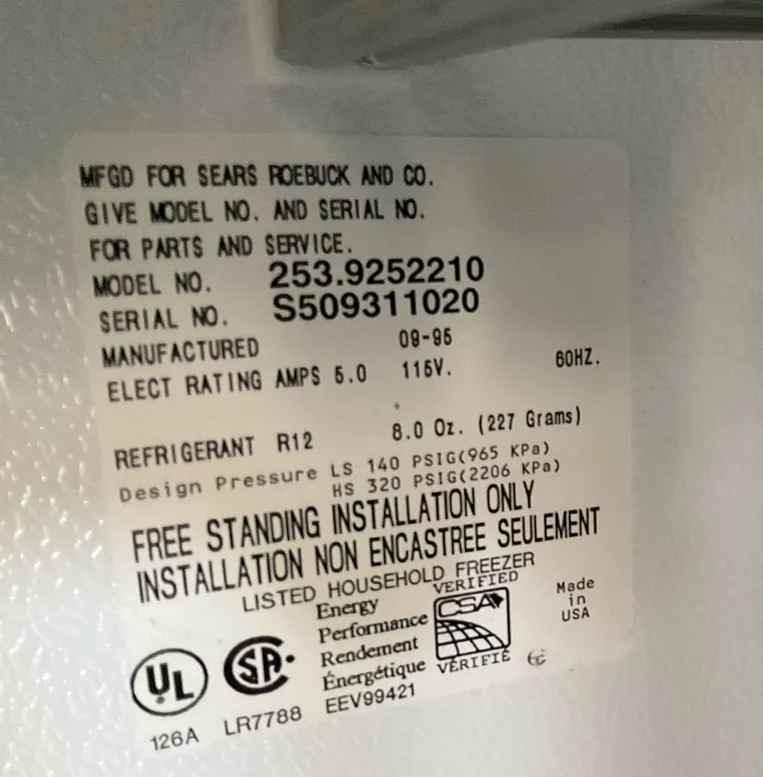 MFGD FOR SEARS ROEBUCK AND CO.
GIVE MODEL NO. AND SERIAL NO.
FOR PARTS AND SERVICE.
MODEL NO. 253.9252210
SERIAL NO. S509311020
MANUFACTURED 09-95
ELECT RATING AMPS 5.0 115V. 60HZ.
REFRIGERANT R12 8.0 Oz. (227 Grams)
Design Pressure LS 140 PSIG(965 KPa)
HS 320 PSIG(2206 KPa)
FREE STANDING INSTALLATION ONLY
INSTALLATION NON ENCASTREE SEULEMENT
LISTED HOUSEHOLD FREEZER
UL
126A
SA
LR7788
Energy
Performance
Rendement
Énergétique
EEV99421
VERIFIED
CSA
VÉRIFIÉ
Made
in
USA